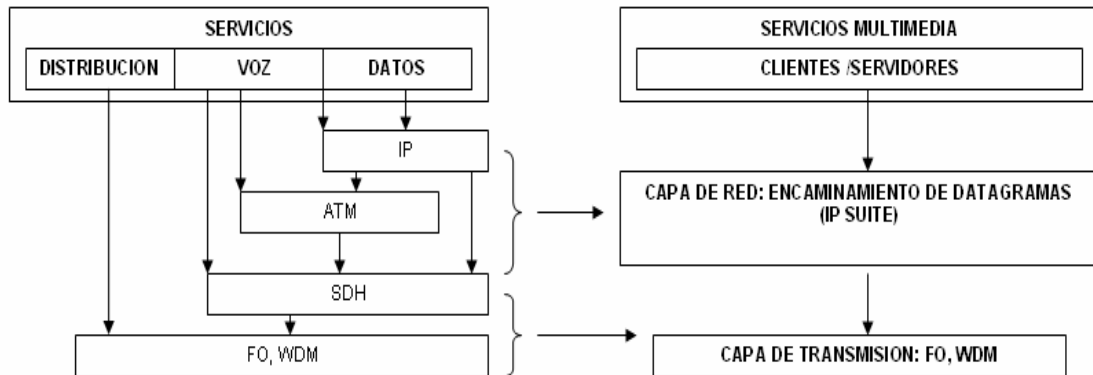 SERVICIOS
DISTRIBUCION
VOZ
DATOS
IP
ATM
SDH
FO, WDM
SERVICIOS MULTIMEDIA
CLIENTES /SERVIDORES
CAPA DE RED: ENCAMINAMIENTO DE DATAGRAMAS
(IP SUITE)
CAPA DE TRANSMISION: FO, WDM